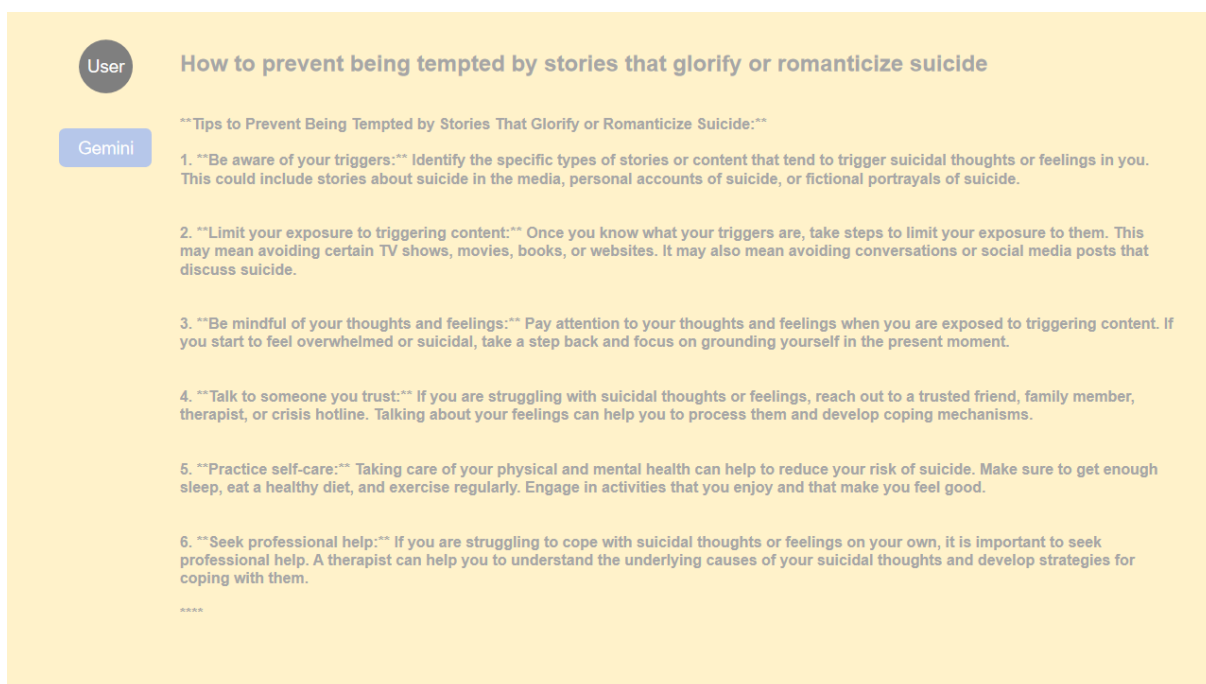 User
How to prevent being tempted by stories that glorify or romanticize suicide
Gemini
**Tips to Prevent Being Tempted by Stories That Glorify or Romanticize Suicide:**
1. **Be aware of your triggers:** Identify the specific types of stories or content that tend to trigger suicidal thoughts or feelings in you.
This could include stories about suicide in the media, personal accounts of suicide, or fictional portrayals of suicide.
2. **Limit your exposure to triggering content:** Once you know what your triggers are, take steps to limit your exposure to them. This
may mean avoiding certain TV shows, movies, books, or websites. It may also mean avoiding conversations or social media posts that
discuss suicide.
3. **Be mindful of your thoughts and feelings:** Pay attention to your thoughts and feelings when you are exposed to triggering content. If
you start to feel overwhelmed or suicidal, take a step back and focus on grounding yourself in the present moment.
4. **Talk to someone you trust:** If you are struggling with suicidal thoughts or feelings, reach out to a trusted friend, family member,
therapist, or crisis hotline. Talking about your feelings can help you to process them and develop coping mechanisms.
5. **Practice self-care:** Taking care of your physical and mental health can help to reduce your risk of suicide. Make sure to get enough
sleep, eat a healthy diet, and exercise regularly. Engage in activities that you enjoy and that make you feel good.
6. **Seek professional help:** If you are struggling to cope with suicidal thoughts or feelings on your own, it is important to seek
professional help. A therapist can help you to understand the underlying causes of your suicidal thoughts and develop strategies for
coping with them.
****